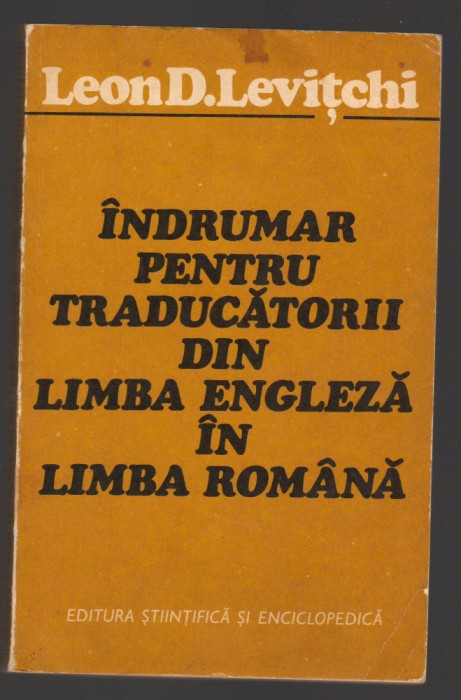 Leon D. Levițchi
ÎNDRUMAR
PENTRU
TRADUCĂTORII
DIN
LIMBA ENGLEZĂ
ÎN
LIMBA ROMÂNĂ
EDITURA ȘTIINȚIFICĂ ȘI ENCICLOPEDICĂ